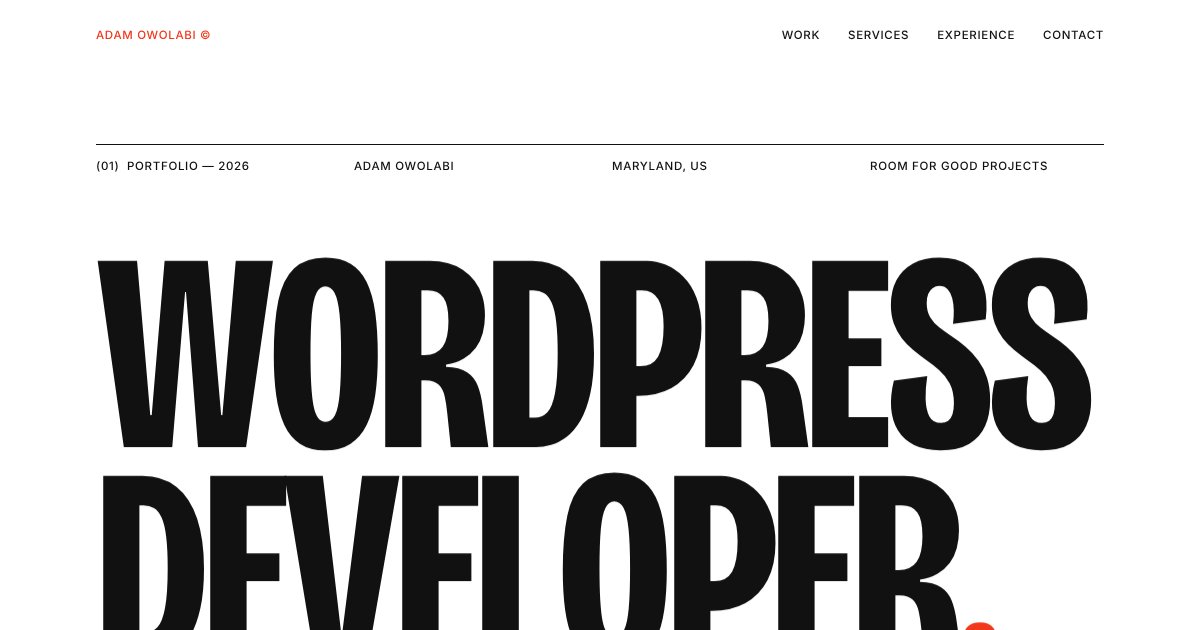 ADAM OWOLABI © WORK SERVICES EXPERIENCE CONTACT
(01) PORTFOLIO — 2026 ADAM OWOLABI MARYLAND, US ROOM FOR GOOD PROJECTS
WORDPRESS
DEVELOPER.